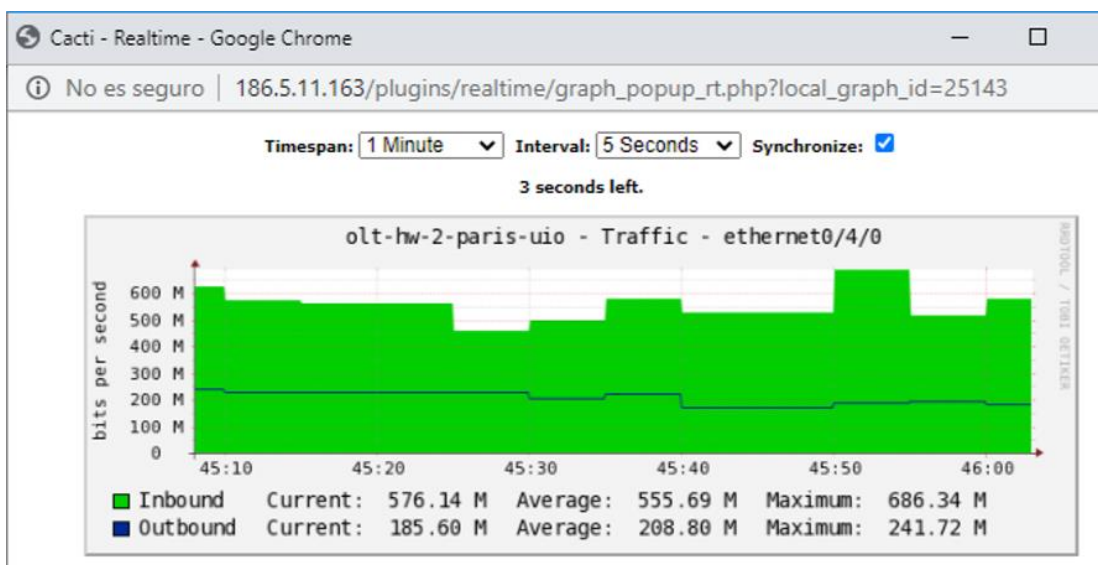 Cacti - Realtime - Google Chrome
No es seguro | 186.5.11.163/plugins/realtime/graph_popup_rt.php?local_graph_id=25143
Timespan: 1 Minute Interval: 5 Seconds Synchronize:
3 seconds left.
olt-hw-2-paris-uio - Traffic - ethernet0/4/0
RRDTOOL / TOBI OETIKER
bits per second
600 M
500 M
400 M
300 M
200 M
100 M
0
45:10 45:20 45:30 45:40 45:50 46:00
Inbound Current: 576.14 M Average: 555.69 M Maximum: 686.34 M
Outbound Current: 185.60 M Average: 208.80 M Maximum: 241.72 M